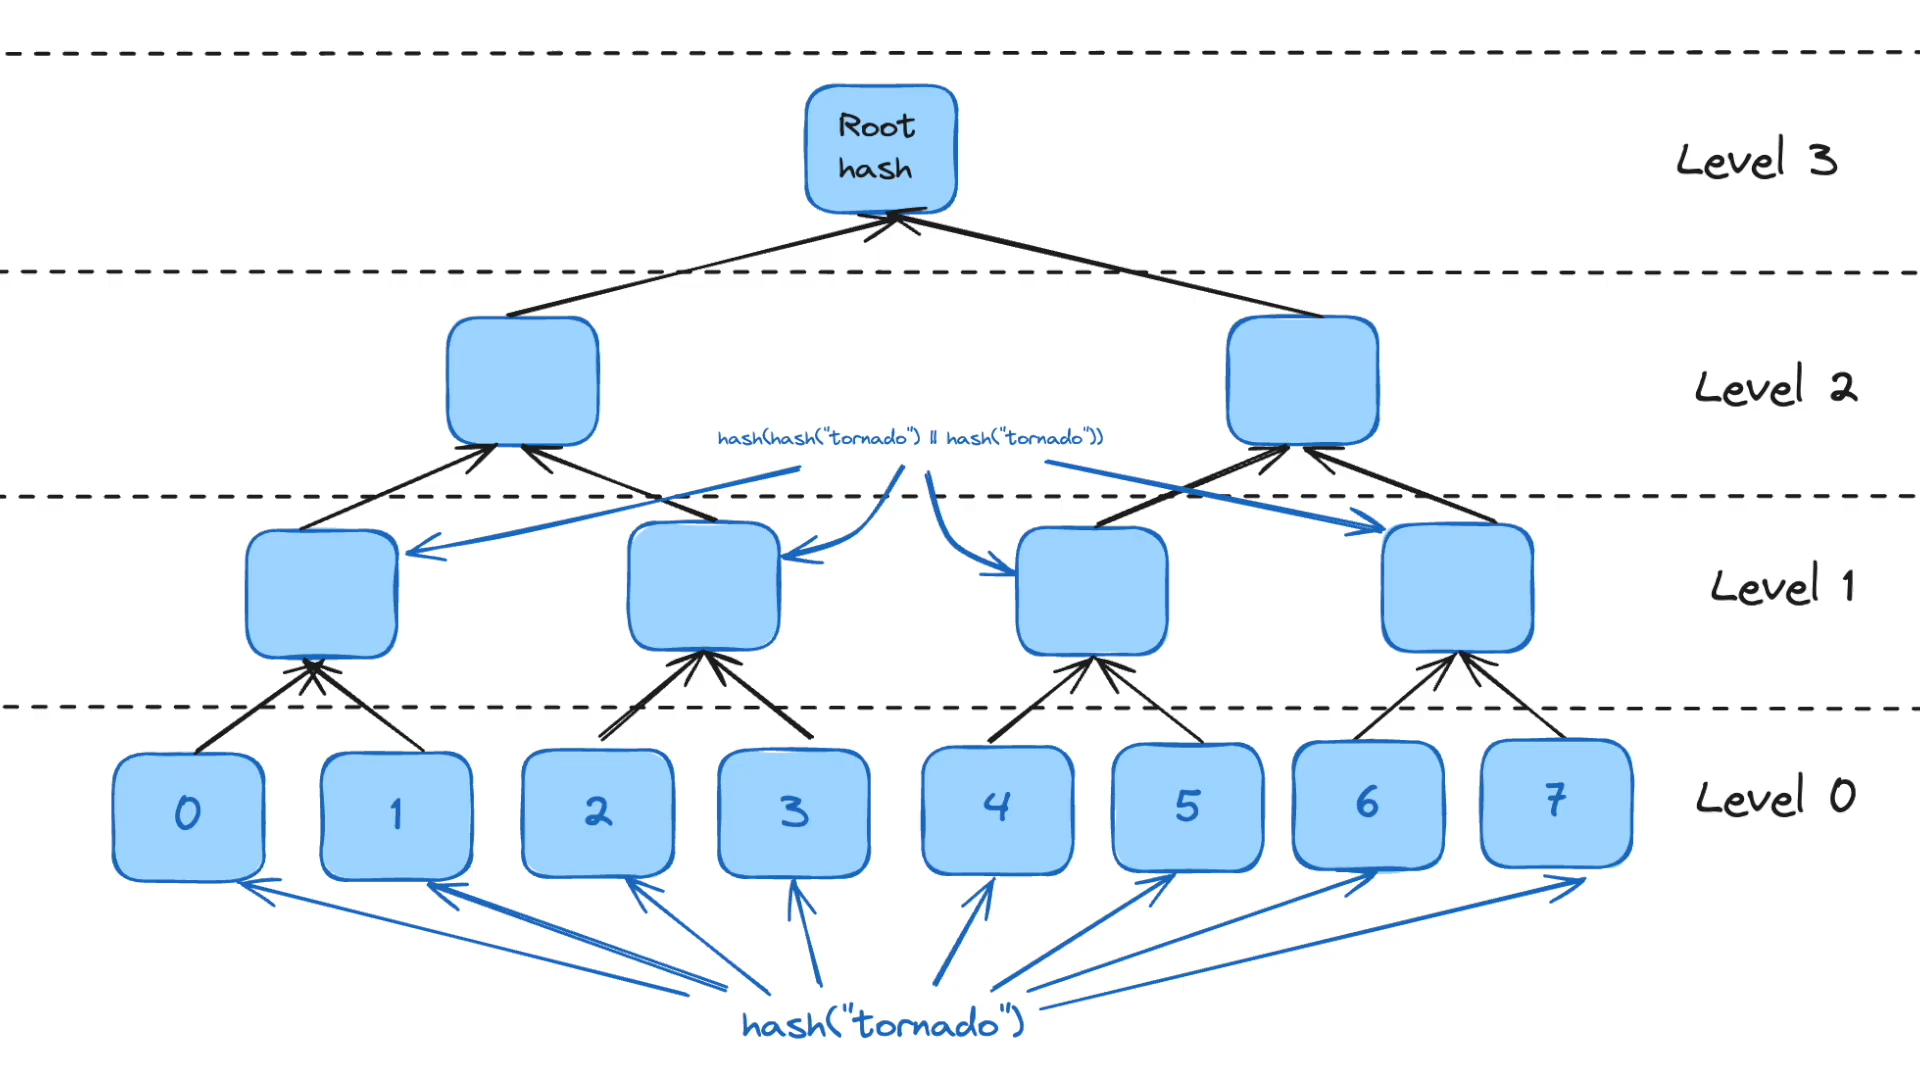 Root
hash
Level 3
Level 2
hash(hash("tornado") || hash("tornado"))
Level 1
0 1 2 3 4 5 6 7
Level 0
hash("tornado")